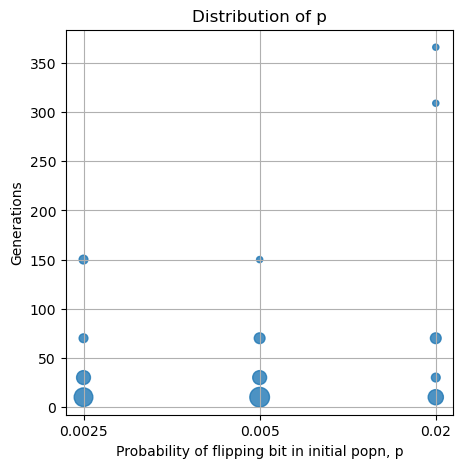 Distribution of p
350
300
250
200
150
100
50
0
Generations
0.0025 0.005 0.02
Probability of flipping bit in initial popn, p